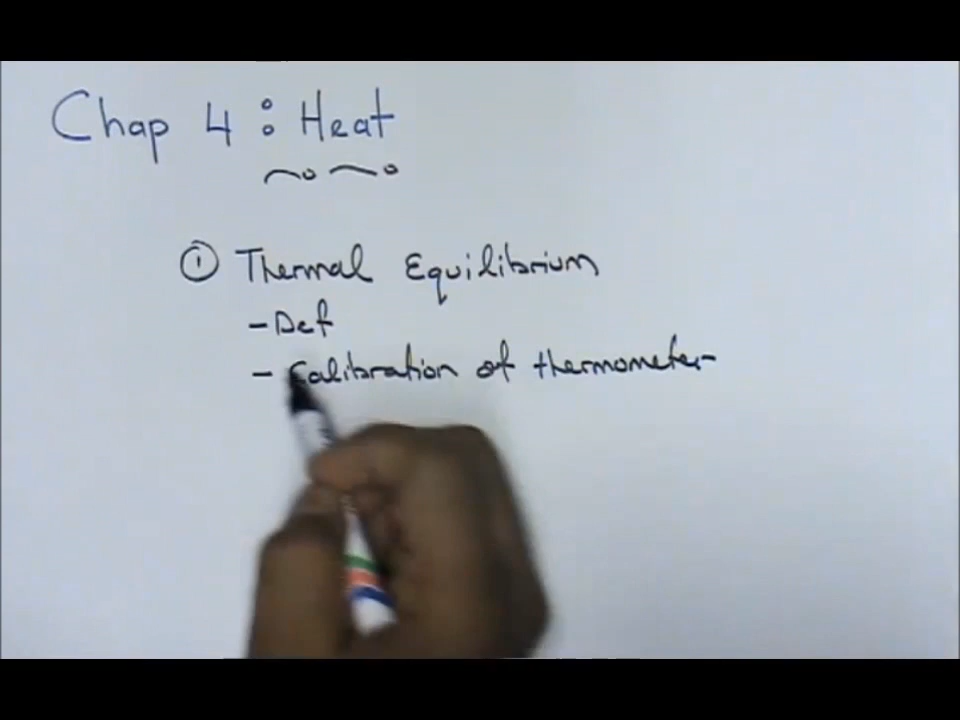 Chap 4 : Heat
① Thermal Equilibrium
- Def
- Calibration of thermometer